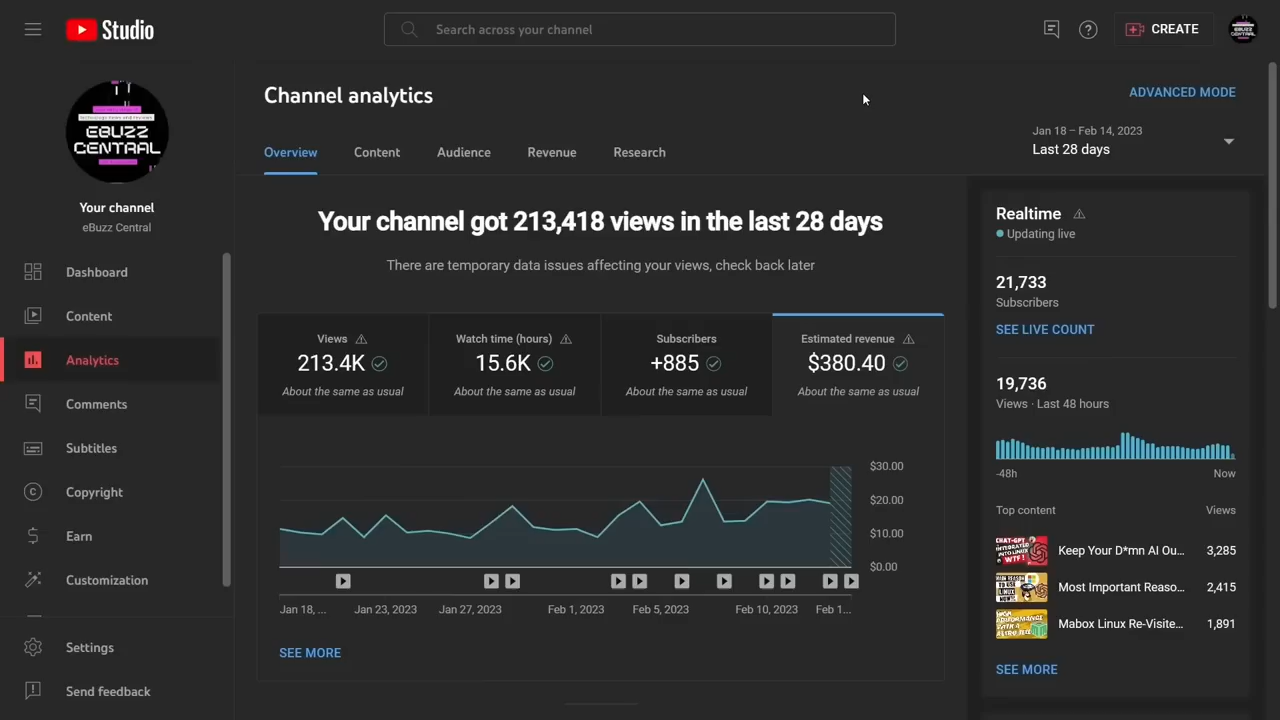 Studio
Search across your channel
CREATE
EBUZZ
CENTRAL
Your channel
eBuzz Central
Dashboard
Content
Analytics
Comments
Subtitles
Copyright
Earn
Customization
Settings
Send feedback
Channel analytics
ADVANCED MODE
Overview
Content
Audience
Revenue
Research
Jan 18 – Feb 14, 2023
Last 28 days
Your channel got 213,418 views in the last 28 days
There are temporary data issues affecting your views, check back later
Views
213.4K
About the same as usual
Watch time (hours)
15.6K
About the same as usual
Subscribers
+885
About the same as usual
Estimated revenue
$380.40
About the same as usual
$30.00
$20.00
$10.00
$0.00
Jan 18, ...
Jan 23, 2023
Jan 27, 2023
Feb 1, 2023
Feb 5, 2023
Feb 10, 2023
Feb 1...
SEE MORE
Realtime
Updating live
21,733
Subscribers
SEE LIVE COUNT
19,736
Views · Last 48 hours
-48h
Now
Top content
Views
Keep Your D*mn AI Ou...
3,285
Most Important Reaso...
2,415
Mabox Linux Re-Visite...
1,891
SEE MORE